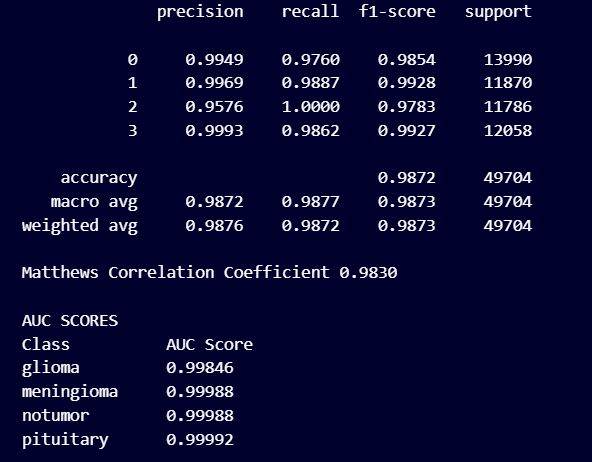 precision recall f1-score support
0 0.9949 0.9760 0.9854 13990
1 0.9969 0.9887 0.9928 11870
2 0.9576 1.0000 0.9783 11786
3 0.9993 0.9862 0.9927 12058
accuracy 0.9872 49704
macro avg 0.9872 0.9877 0.9873 49704
weighted avg 0.9876 0.9872 0.9873 49704
Matthews Correlation Coefficient 0.9830
AUC SCORES
Class AUC Score
glioma 0.99846
meningioma 0.99988
notumor 0.99988
pituitary 0.99992